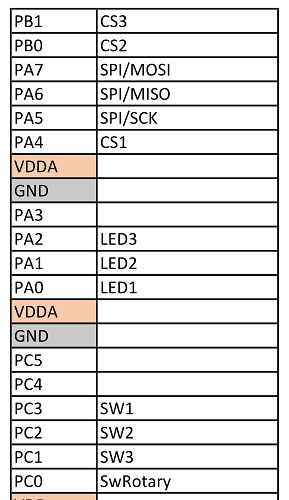 PB1 CS3
PB0 CS2
PA7 SPI/MOSI
PA6 SPI/MISO
PA5 SPI/SCK
PA4 CS1
VDDA
GND
PA3
PA2 LED3
PA1 LED2
PA0 LED1
VDDA
GND
PC5
PC4
PC3 SW1
PC2 SW2
PC1 SW3
PC0 SwRotary